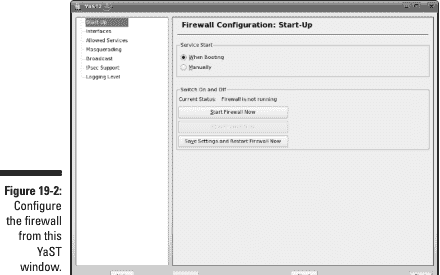 YaST2
Start-Up
Interfaces
Allowed Services
Masquerading
Broadcast
IPsec Support
Logging Level
Firewall Configuration: Start-Up
Service Start
When Booting
Manually
Switch On and Off
Current Status: Firewall is not running
Start Firewall Now
Save Settings and Restart Firewall Now
Figure 19-2:
Configure
the firewall
from this
YaST
window.